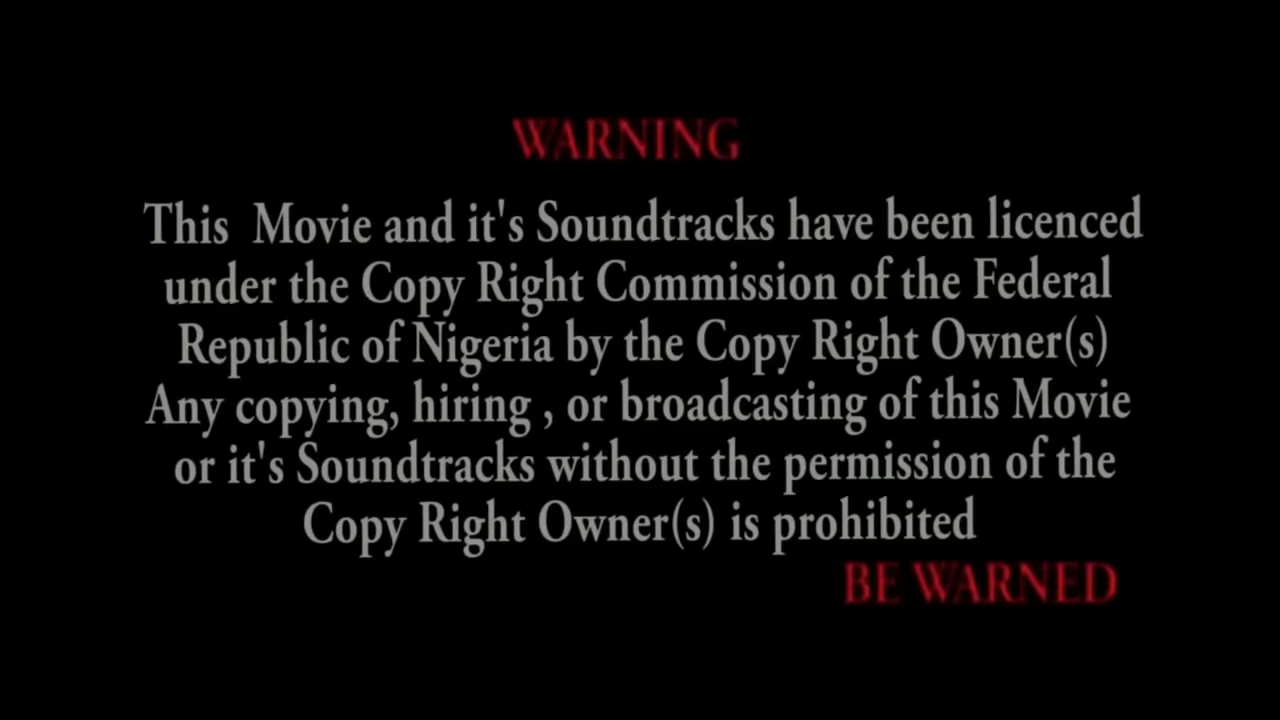 WARNING
This  Movie and it's Soundtracks have been licenced
under the Copy Right Commission of the Federal
Republic of Nigeria by the Copy Right Owner(s)
Any copying, hiring , or broadcasting of this Movie
or it's Soundtracks without the permission of the
Copy Right Owner(s) is prohibited
BE WARNED